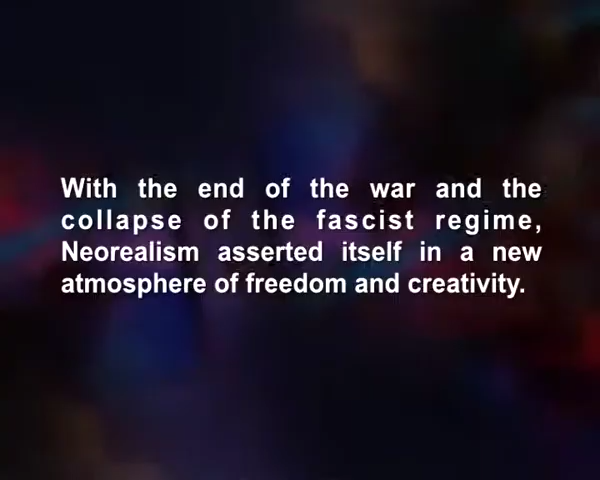 With the end of the war and the
collapse of the fascist regime,
Neorealism asserted itself in a new
atmosphere of freedom and creativity.